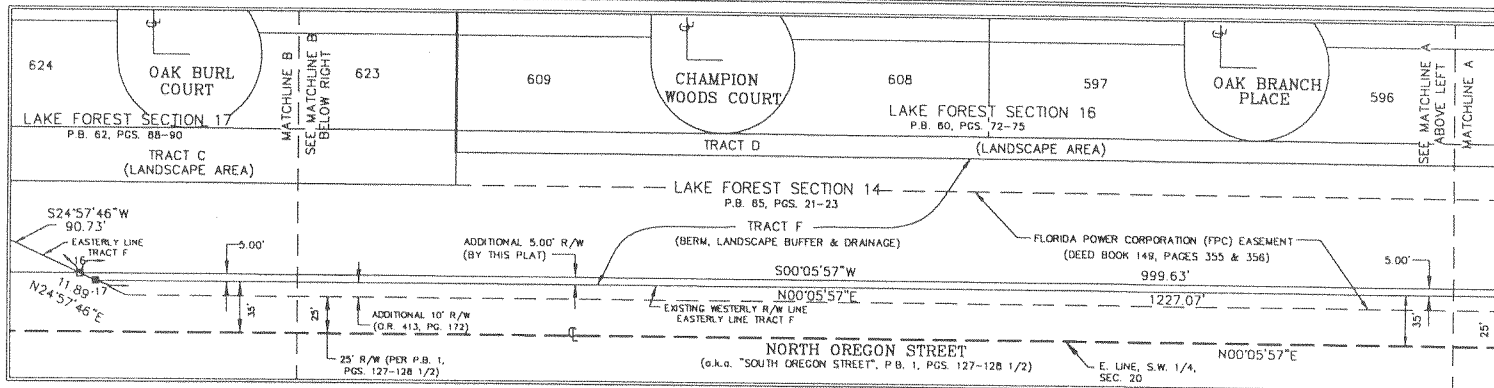 624
OAK BURL
COURT
MATCHLINE B
SEE MATCHLINE B
BELOW RIGHT
623
609
CHAMPION
WOODS COURT
608
597
OAK BRANCH
PLACE
596
SEE MATCHLINE A
ABOVE LEFT
MATCHLINE A
LAKE FOREST SECTION 17
P.B. 62, PGS. 88-90
LAKE FOREST SECTION 16
P.B. 60, PGS. 72-75
TRACT C
(LANDSCAPE AREA)
TRACT D
(LANDSCAPE AREA)
LAKE FOREST SECTION 14
P.B. 65, PGS. 21-23
S24°57'46"W
90.73'
EASTERLY LINE
TRACT F
16
5.00'
ADDITIONAL 5.00' R/W
(BY THIS PLAT)
TRACT F
(BERM, LANDSCAPE BUFFER & DRAINAGE)
FLORIDA POWER CORPORATION (FPC) EASEMENT
(DEED BOOK 149, PAGES 355 & 356)
5.00'
S00°05'57"W
999.63'
11.89'
17
N24°57'46"E
35'
25'
ADDITIONAL 10' R/W
(O.R. 413, PG. 172)
EXISTING WESTERLY R/W LINE
EASTERLY LINE TRACT F
N00°05'57"E
1227.07'
35'
25'
25' R/W (PER P.B. 1,
PGS. 127-128 1/2)
NORTH OREGON STREET
(a.k.a. "SOUTH OREGON STREET", P.B. 1, PGS. 127-128 1/2)
E. LINE, S.W. 1/4,
SEC. 20
N00°05'57"E